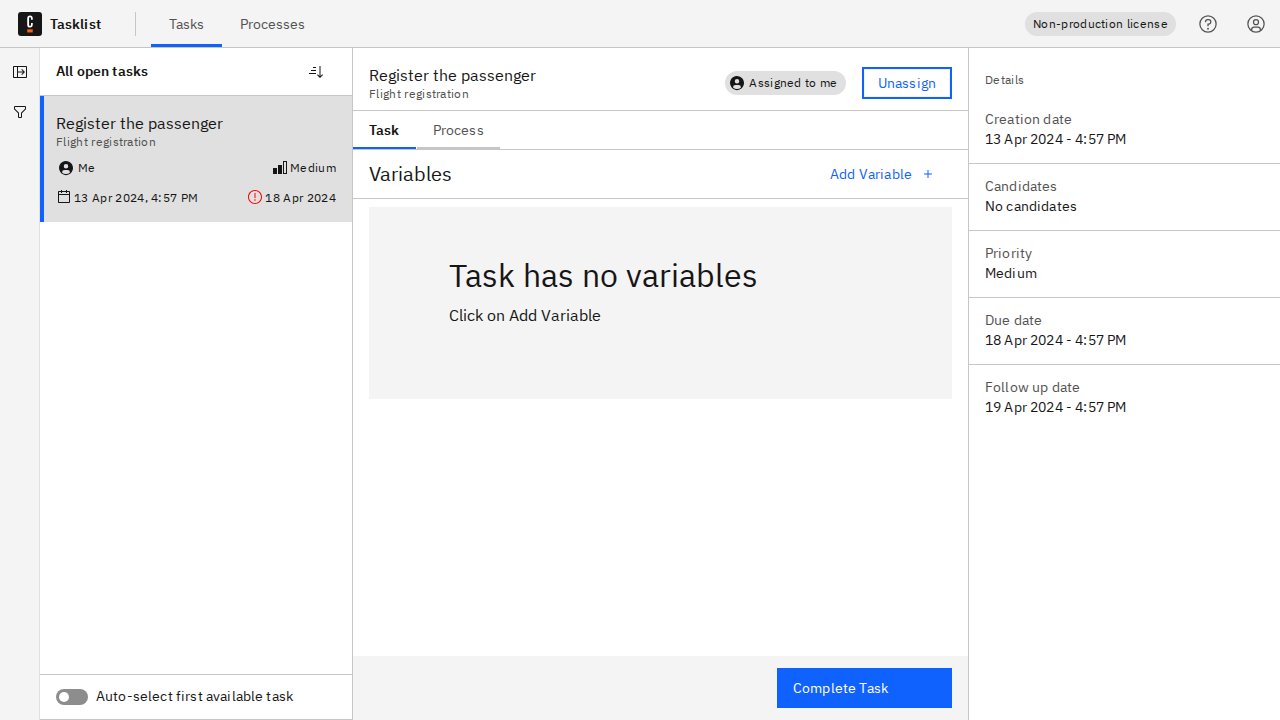 Tasklist
Tasks
Processes
Non-production license
All open tasks
Register the passenger
Flight registration
Me
Medium
13 Apr 2024, 4:57 PM
18 Apr 2024
Auto-select first available task
Register the passenger
Flight registration
Assigned to me
Unassign
Task
Process
Variables
Add Variable
Task has no variables
Click on Add Variable
Complete Task
Details
Creation date
13 Apr 2024 - 4:57 PM
Candidates
No candidates
Priority
Medium
Due date
18 Apr 2024 - 4:57 PM
Follow up date
19 Apr 2024 - 4:57 PM